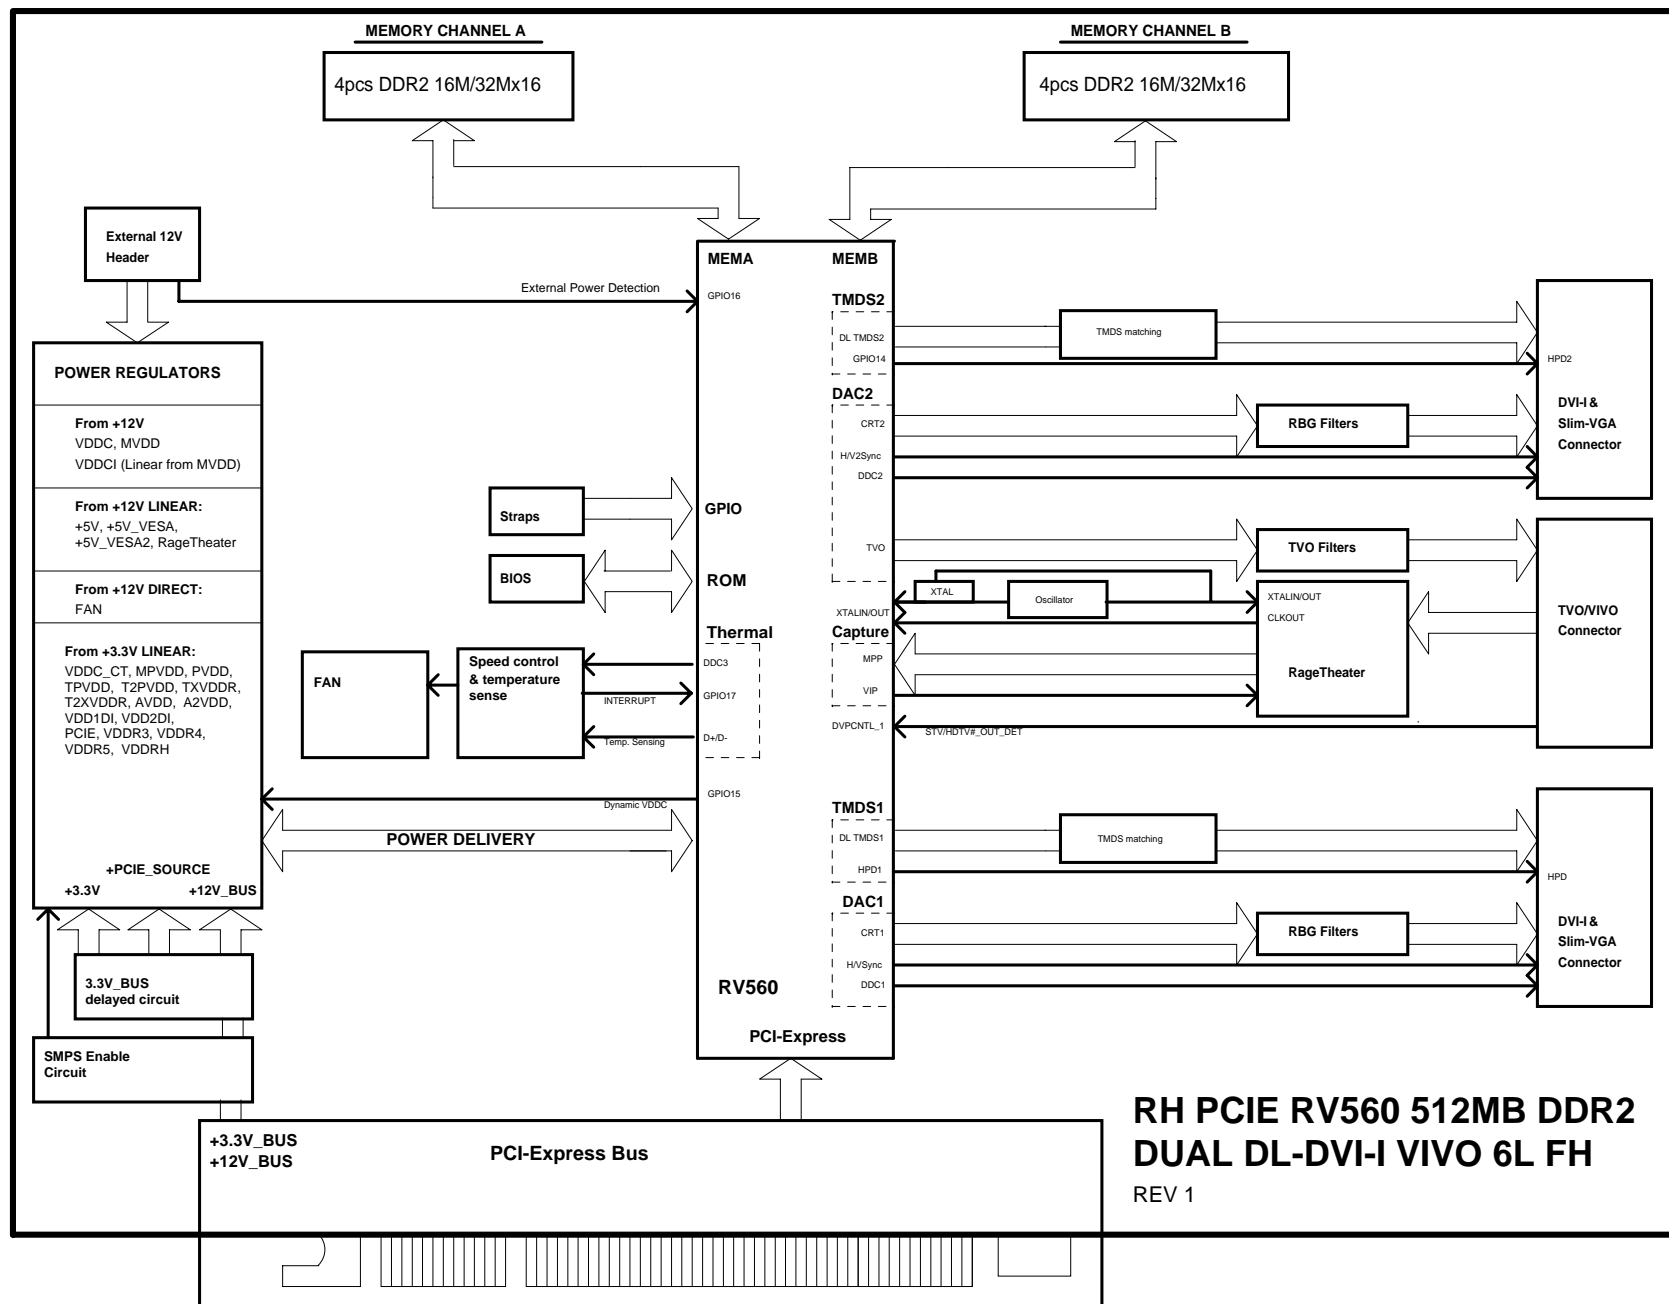 MEMORY CHANNEL A
4pcs DDR2 16M/32Mx16
MEMORY CHANNEL B
4pcs DDR2 16M/32Mx16
External 12V
Header
External Power Detection
POWER REGULATORS
From +12V
VDDC, MVDD
VDDCI (Linear from MVDD)
From +12V LINEAR:
+5V, +5V_VESA,
+5V_VESA2, RageTheater
From +12V DIRECT:
FAN
From +3.3V LINEAR:
VDDC_CT, MPVDD, PVDD,
TPVDD, T2PVDD, TXVDDR,
T2XVDDR, AVDD, A2VDD,
VDD1DI, VDD2DI,
PCIE, VDDR3, VDDR4,
VDDR5, VDDRH
+PCIE_SOURCE
+3.3V
+12V_BUS
3.3V_BUS
delayed circuit
SMPS Enable
Circuit
Straps
BIOS
FAN
Speed control
& temperature
sense
INTERRUPT
Temp. Sensing
Dynamic VDDC
POWER DELIVERY
MEMA
MEMB
GPIO16
GPIO
ROM
Thermal
DDC3
GPIO17
D+/D-
GPIO15
RV560
PCI-Express
TMDS2
DL TMDS2
GPIO14
DAC2
CRT2
H/V2Sync
DDC2
TVO
XTALIN/OUT
Capture
MPP
VIP
DVPCNTL_1
TMDS1
DL TMDS1
HPD1
DAC1
CRT1
H/VSync
DDC1
TMDS matching
RBG Filters
TVO Filters
XTAL
Oscillator
XTALIN/OUT
CLKOUT
RageTheater
STV/HDTV#_OUT_DET
TMDS matching
RBG Filters
HPD2
DVI-I &
Slim-VGA
Connector
TVO/VIVO
Connector
HPD
DVI-I &
Slim-VGA
Connector
+3.3V_BUS
+12V_BUS
PCI-Express Bus
RH PCIE RV560 512MB DDR2
DUAL DL-DVI-I VIVO 6L FH
REV 1